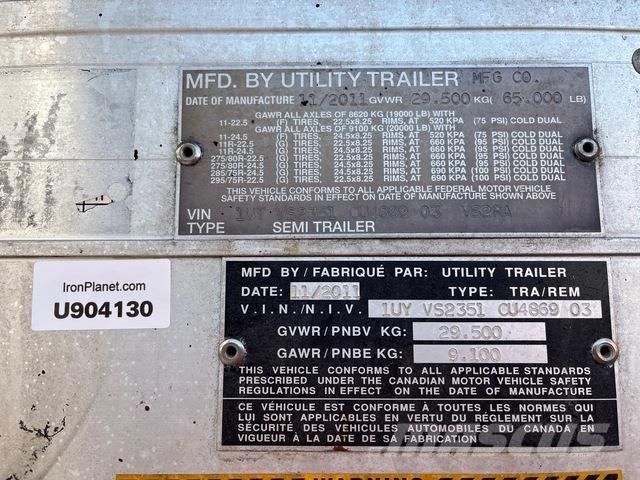 MFD. BY UTILITY TRAILER MFG CO.
DATE OF MANUFACTURE 11/2011 GVWR 29.500 KG( 65.000 LB)
GAWR ALL AXLES OF 8620 KG (19000 LB) WITH
11-22.5 (F) TIRES, 22.5x8.25 RIMS, AT 520 KPA (75 PSI) COLD DUAL
GAWR ALL AXLES OF 9100 KG (20000 LB) WITH
11-24.5 (F) TIRES, 24.5x8.25 RIMS, AT 520 KPA (75 PSI) COLD DUAL
11R-22.5 (G) TIRES, 22.5x8.25 RIMS, AT 660 KPA (95 PSI) COLD DUAL
11R-24.5 (G) TIRES, 24.5x8.25 RIMS, AT 660 KPA (95 PSI) COLD DUAL
275/80R-22.5 (G) TIRES, 22.5x8.25 RIMS, AT 660 KPA (95 PSI) COLD DUAL
275/80R-24.5 (G) TIRES, 24.5x8.25 RIMS, AT 660 KPA (95 PSI) COLD DUAL
285/75R-24.5 (G) TIRES, 24.5x8.25 RIMS, AT 690 KPA (100 PSI) COLD DUAL
295/75R-22.5 (G) TIRES, 22.5x8.25 RIMS, AT 690 KPA (100 PSI) COLD DUAL
THIS VEHICLE CONFORMS TO ALL APPLICABLE FEDERAL MOTOR VEHICLE
SAFETY STANDARDS IN EFFECT ON DATE OF MANUFACTURE SHOWN ABOVE
VIN 1UY VS2351 CU4869 03 VS2RA
TYPE SEMI TRAILER
IronPlanet.com
U904130
MFD BY / FABRIQUÉ PAR: UTILITY TRAILER
DATE: 11/2011 TYPE: TRA/REM
V.I.N./N.I.V. 1UY VS2351 CU4869 03
GVWR/PNBV KG: 29.500
GAWR/PNBE KG: 9.100
THIS VEHICLE CONFORMS TO ALL APPLICABLE STANDARDS
PRESCRIBED UNDER THE CANADIAN MOTOR VEHICLE SAFETY
REGULATIONS IN EFFECT ON THE DATE OF MANUFACTURE
CE VÉHICULE EST CONFORME À TOUTES LES NORMES QUI
LUI SONT APPLICABLES EN VERTU DU RÉGLEMENT SUR LA
SÉCURITÉ DES VÉHICULES AUTOMOBILES DU CANADA EN
VIGUEUR À LA DATE DE SA FABRICATION
MASCUS
WARNING